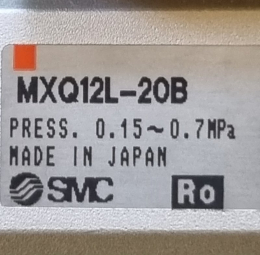 MXQ12L-20B
PRESS. 0.15~0.7MPa
MADE IN JAPAN
SMC Ro